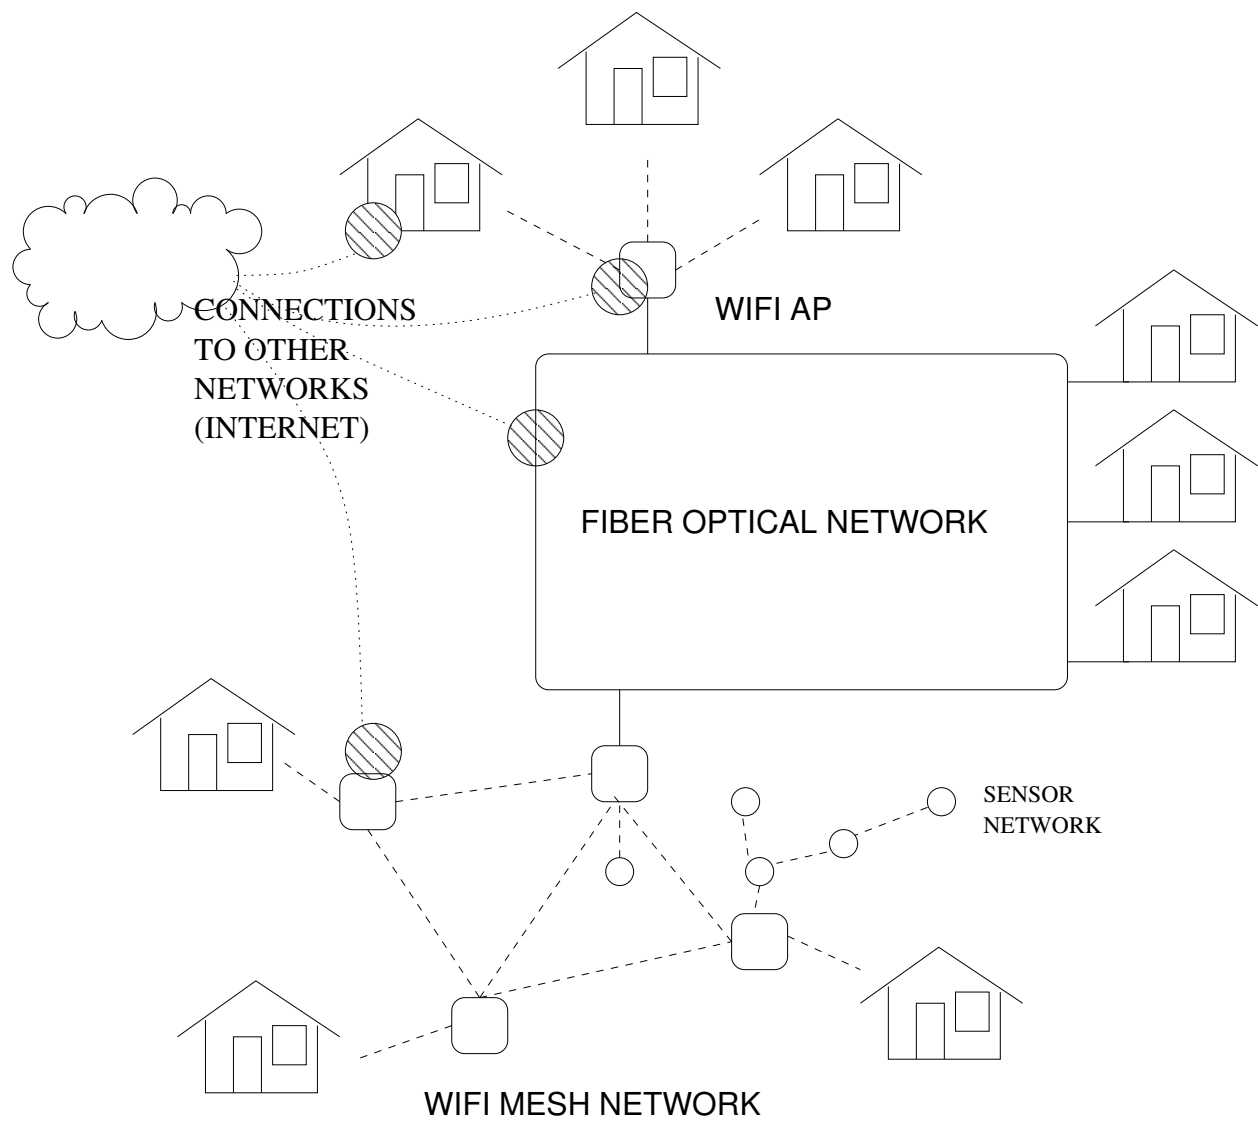 WIFI AP
CONNECTIONS
TO OTHER
NETWORKS
(INTERNET)
FIBER OPTICAL NETWORK
SENSOR
NETWORK
WIFI MESH NETWORK